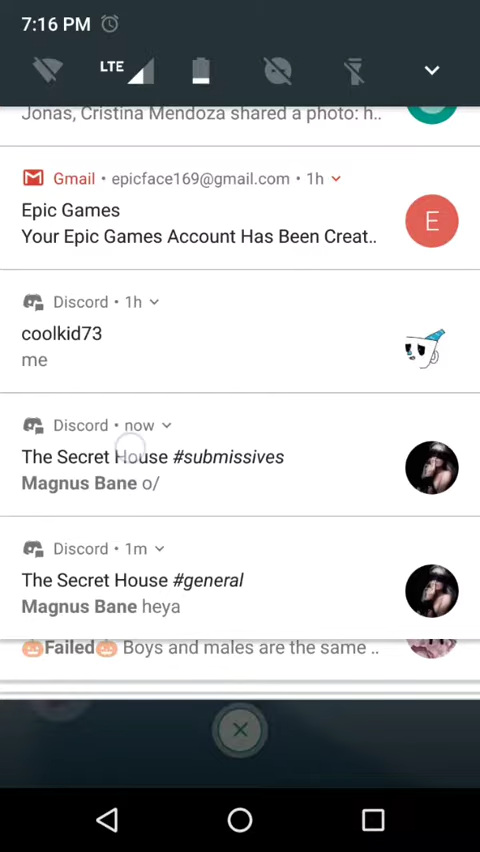 7:16 PM
LTE
Jonas, Cristina Mendoza shared a photo: h..
Gmail • epicface169@gmail.com • 1h
Epic Games
E
Your Epic Games Account Has Been Creat..
Discord • 1h
coolkid73
me
Discord • now
The Secret House #submissives
Magnus Bane o/
Discord • 1m
The Secret House #general
Magnus Bane heya
🎃Failed🎃 Boys and males are the same ..